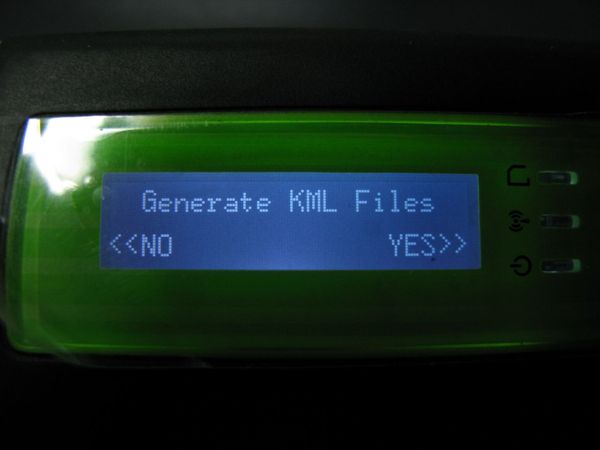 Generate KML Files
<<NO YES>>